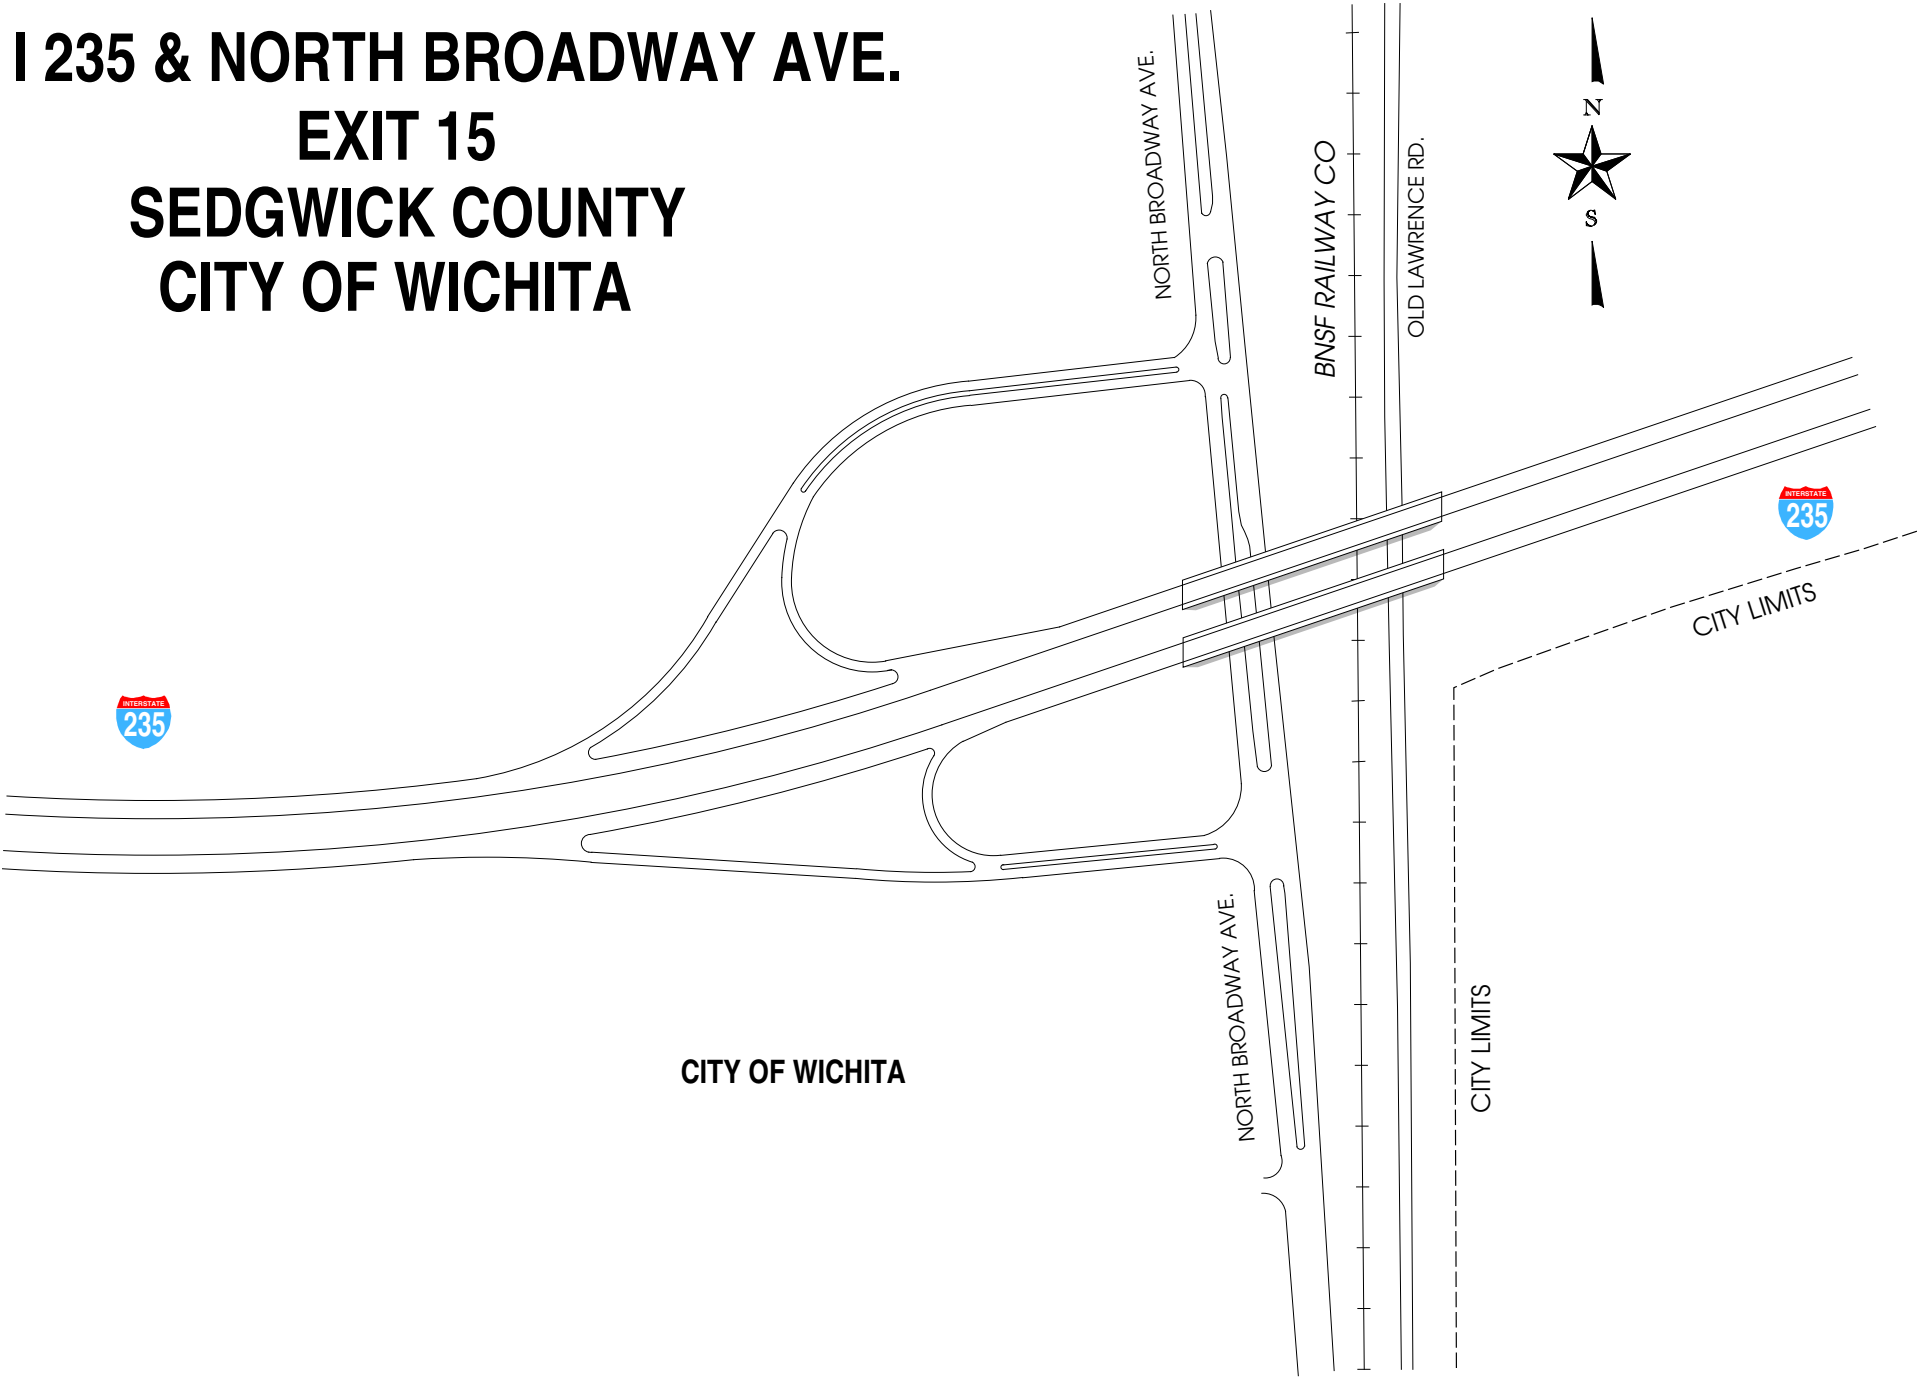 I 235 & NORTH BROADWAY AVE.
EXIT 15
SEDGWICK COUNTY
CITY OF WICHITA
NORTH BROADWAY AVE.
BNSF RAILWAY CO
OLD LAWRENCE RD.
N
S
INTERSTATE
235
CITY LIMITS
INTERSTATE
235
NORTH BROADWAY AVE.
CITY LIMITS
CITY OF WICHITA